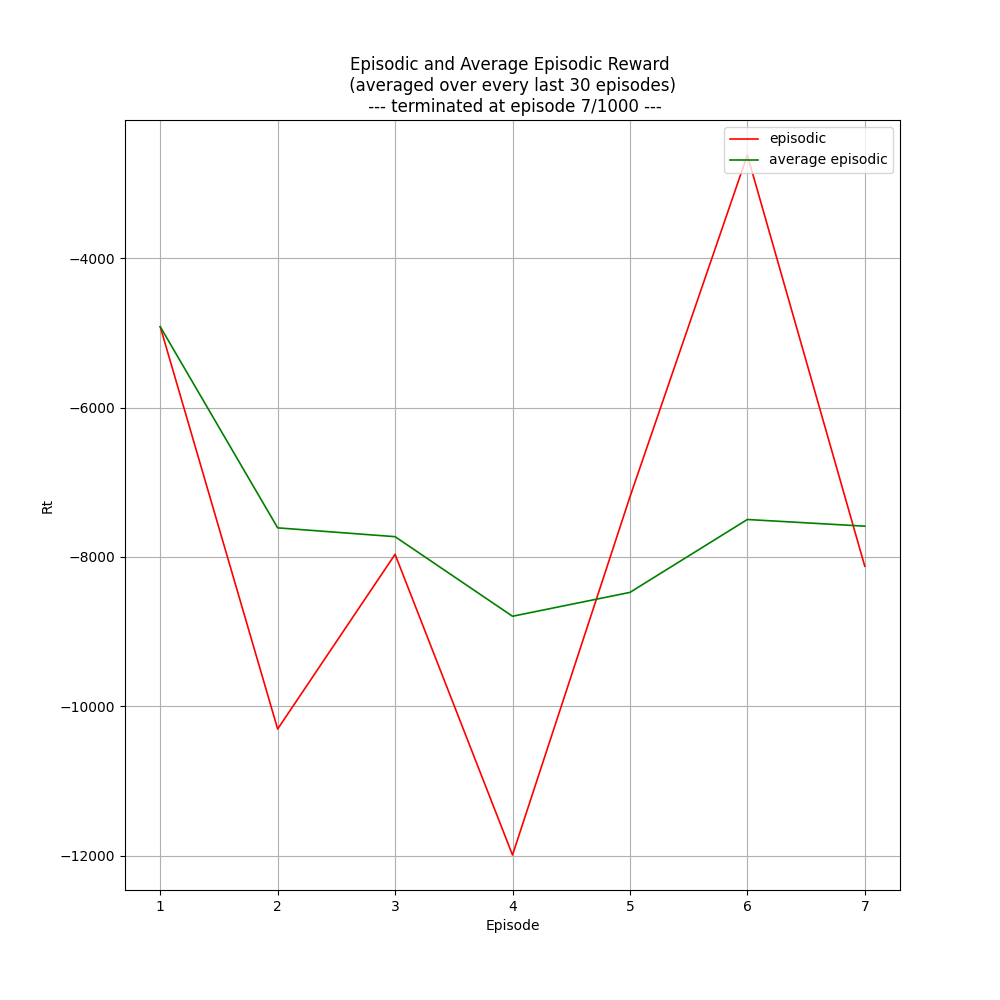 Episodic and Average Episodic Reward
(averaged over every last 30 episodes)
--- terminated at episode 7/1000 ---
episodic
average episodic
−4000
−6000
−8000
−10000
−12000
Rt
1 2 3 4 5 6 7
Episode